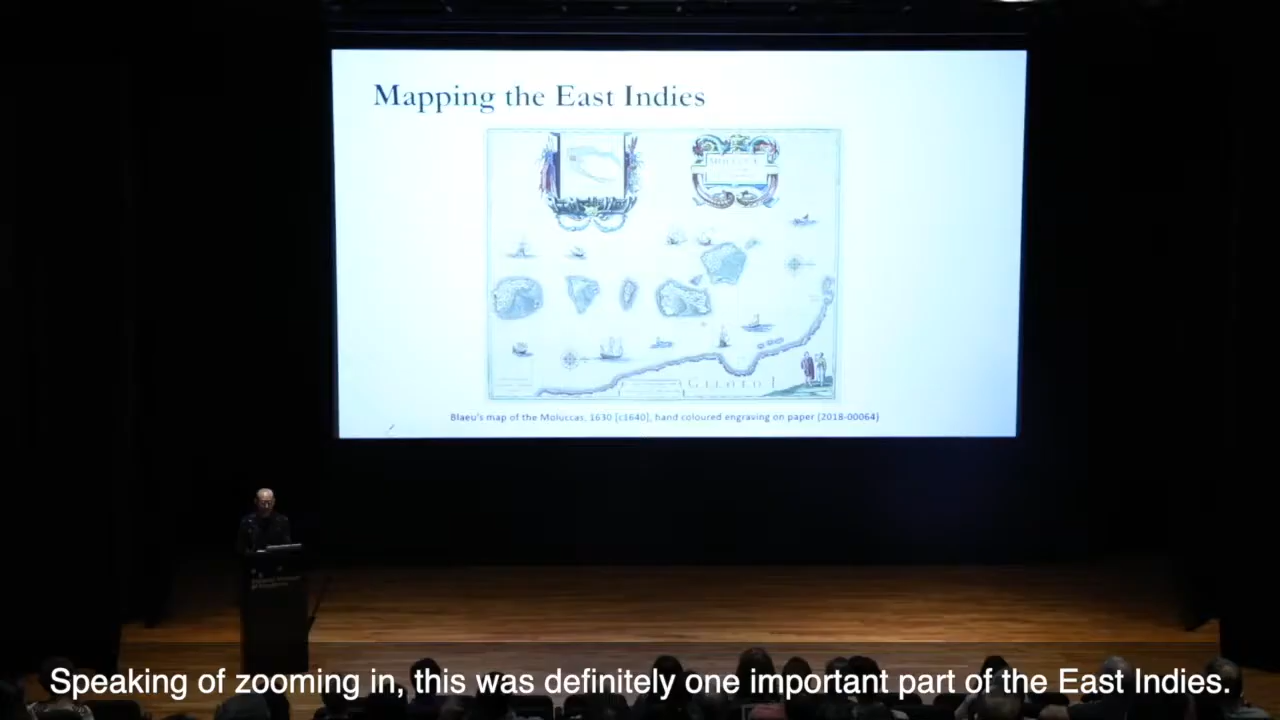 Mapping the East Indies
GILOLO
Blaeu's map of the Moluccas, 1630 [c1640], hand coloured engraving on paper (2018-00064)
Speaking of zooming in, this was definitely one important part of the East Indies.